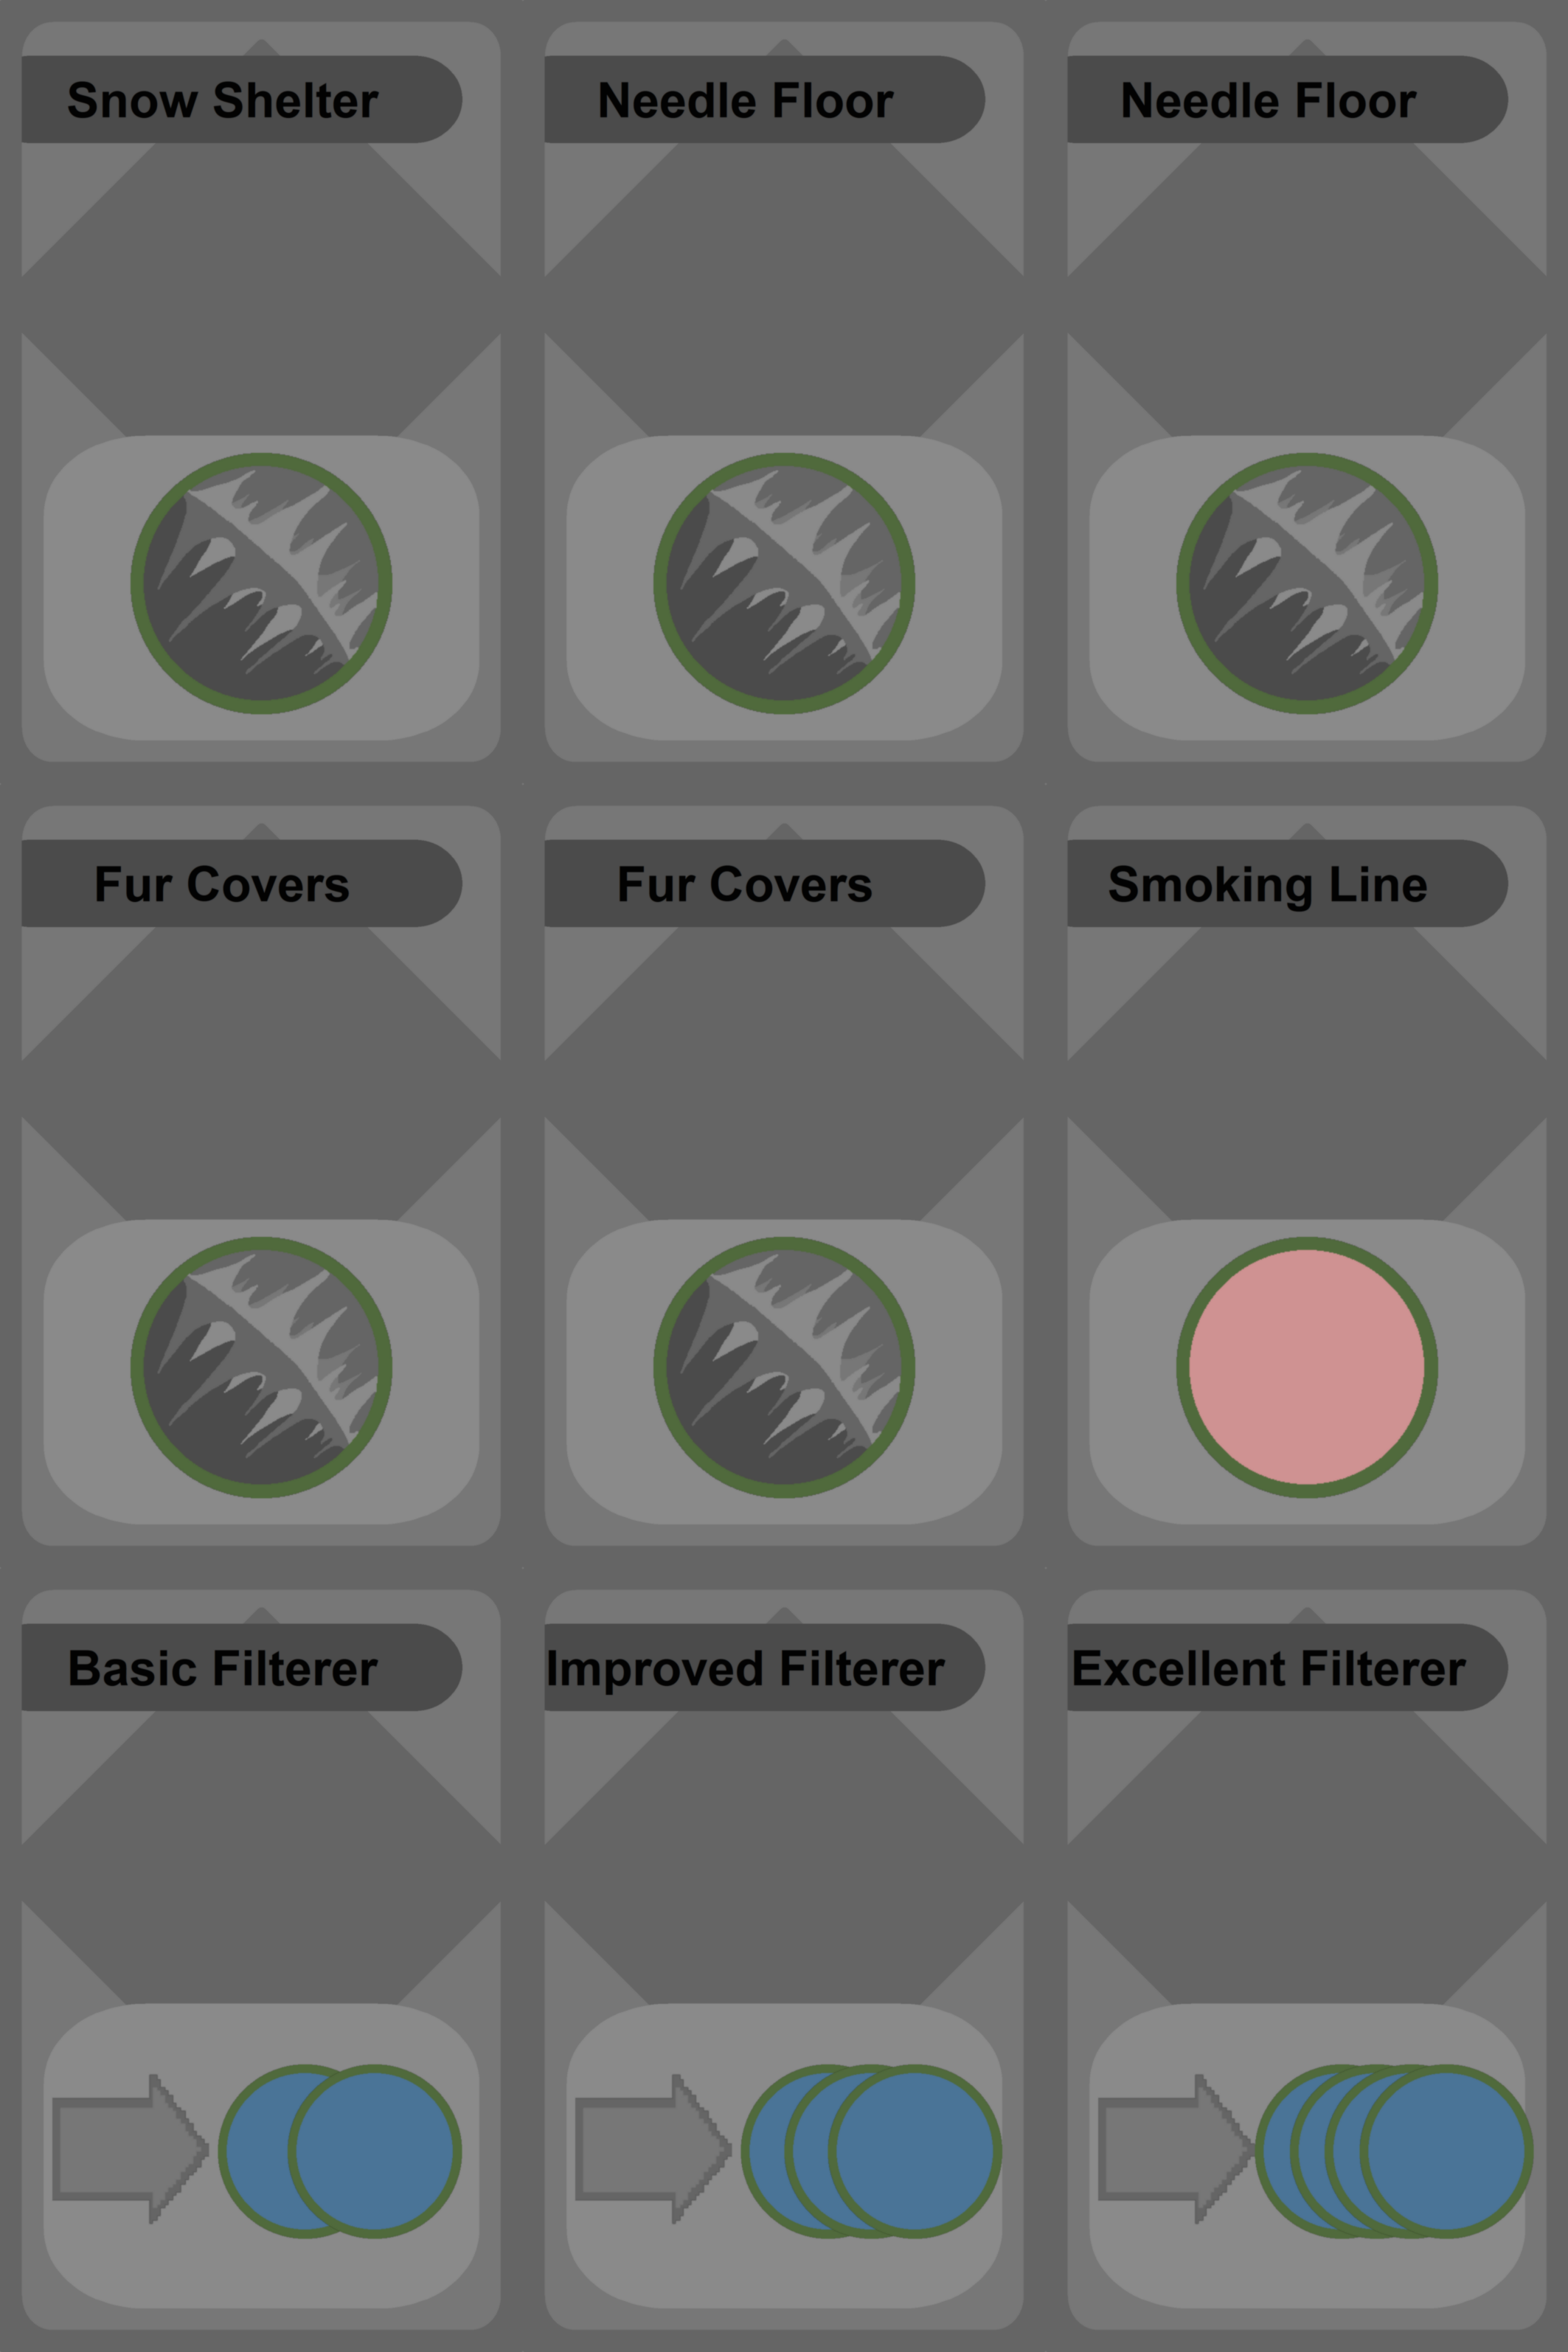 Snow Shelter
Needle Floor
Needle Floor
Fur Covers
Fur Covers
Smoking Line
Basic Filterer
Improved Filterer
Excellent Filterer